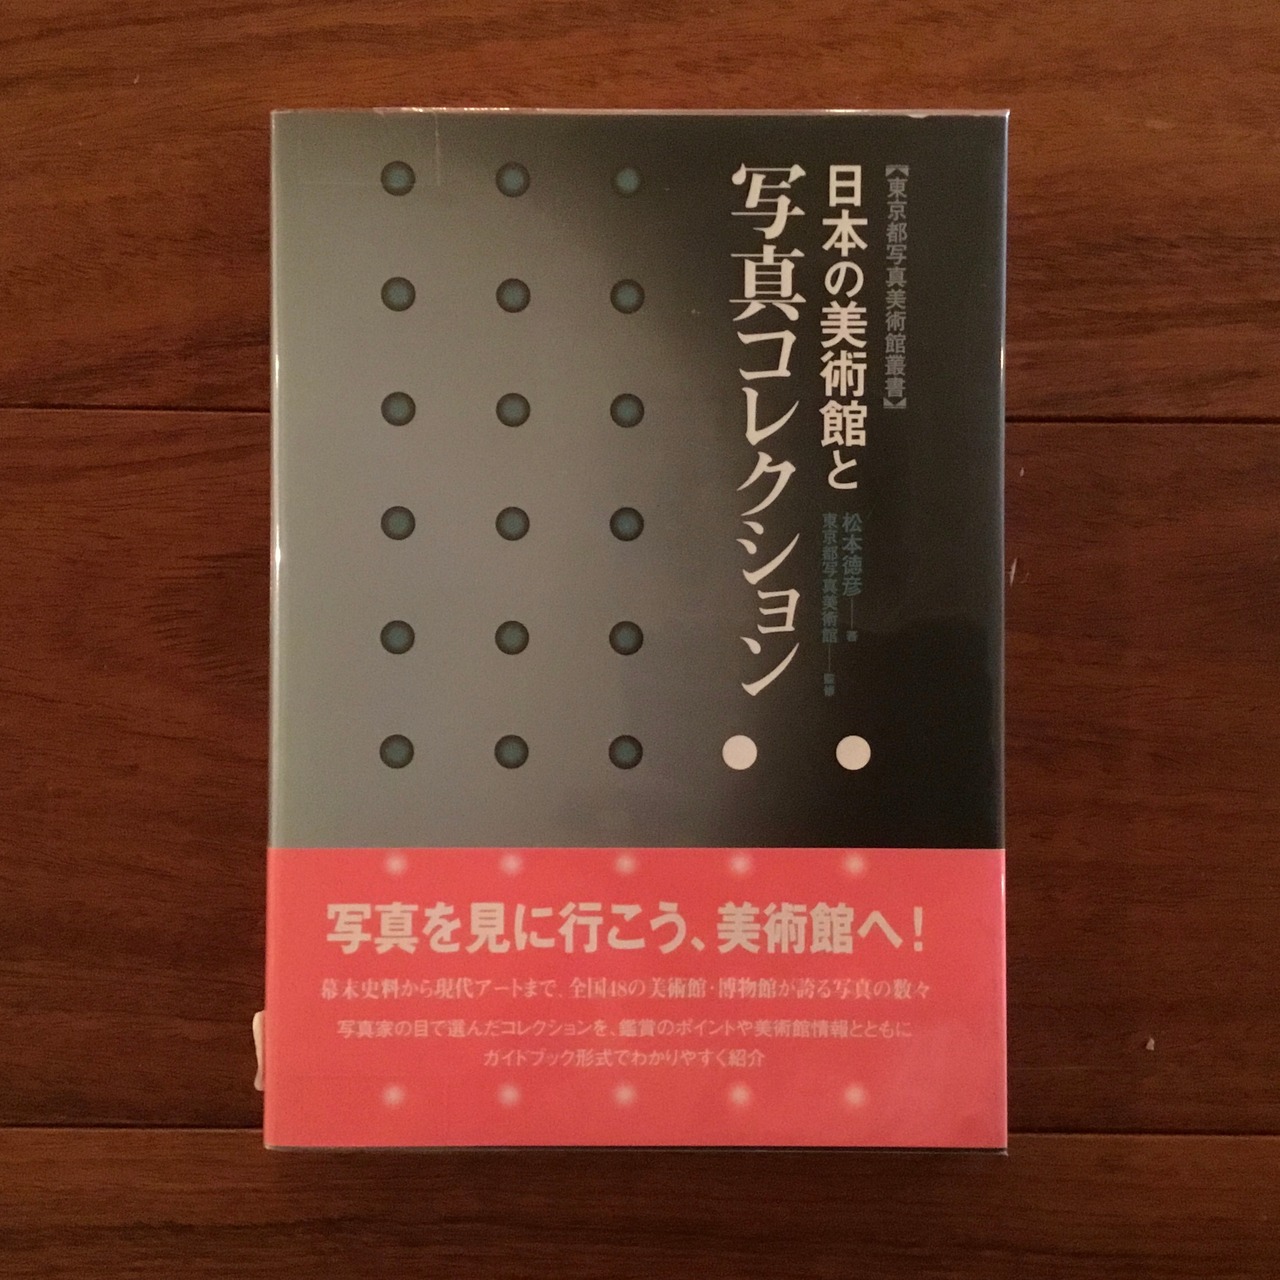 【東京都写真美術館叢書】
日本の美術館と
写真コレクション
松本徳彦──著
東京都写真美術館──監修
写真を見に行こう、美術館へ!
幕末史料から現代アートまで、全国48の美術館・博物館が誇る写真の数々
写真家の目で選んだコレクションを、鑑賞のポイントや美術館情報とともに
ガイドブック形式でわかりやすく紹介